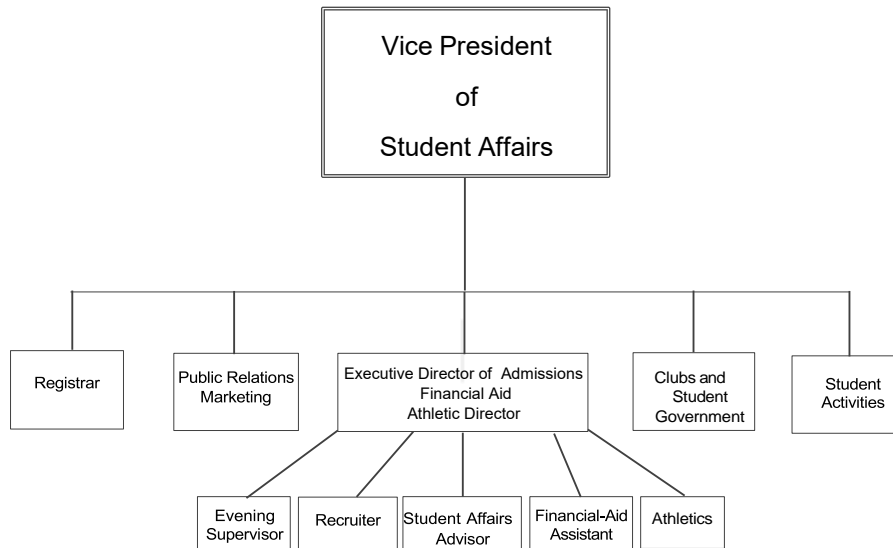 Vice President
of
Student Affairs
Registrar
Public Relations
Marketing
Executive Director of Admissions
Financial Aid
Athletic Director
Clubs and
Student
Government
Student
Activities
Evening
Supervisor
Recruiter
Student Affairs
Advisor
Financial-Aid
Assistant
Athletics